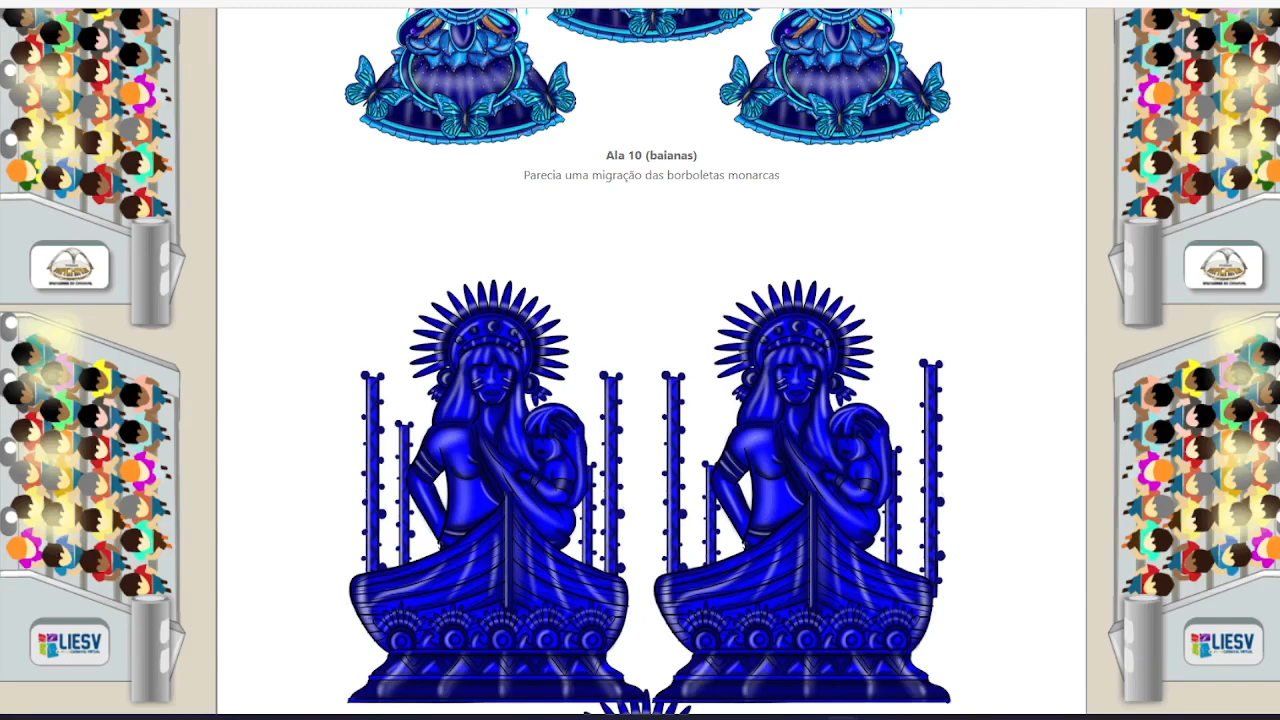 Ala 10 (baianas)
Parecia uma migração das borboletas monarcas
LIESV
LIESV